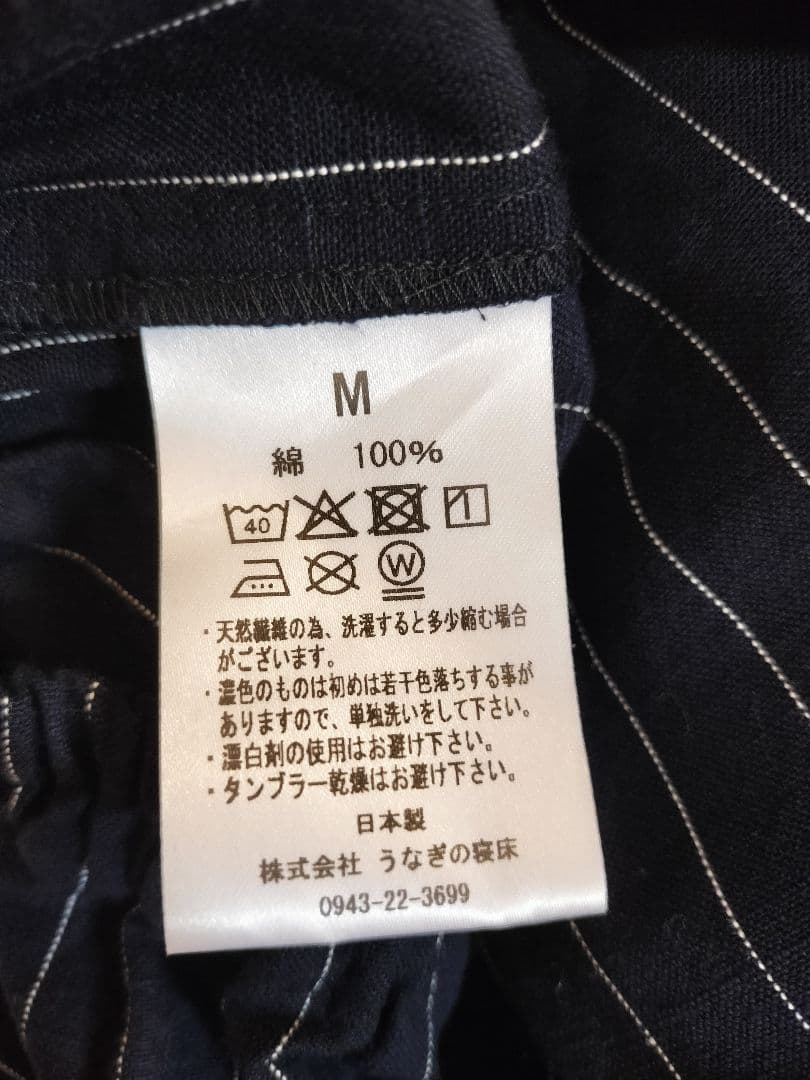 M
綿 100%
40
W
・天然繊維の為、洗濯すると多少縮む場合
がございます。
・濃色のものは初めは若干色落ちする事が
ありますので、単独洗いをして下さい。
・漂白剤の使用はお避け下さい。
・タンブラー乾燥はお避け下さい。
日本製
株式会社 うなぎの寝床
0943-22-3699